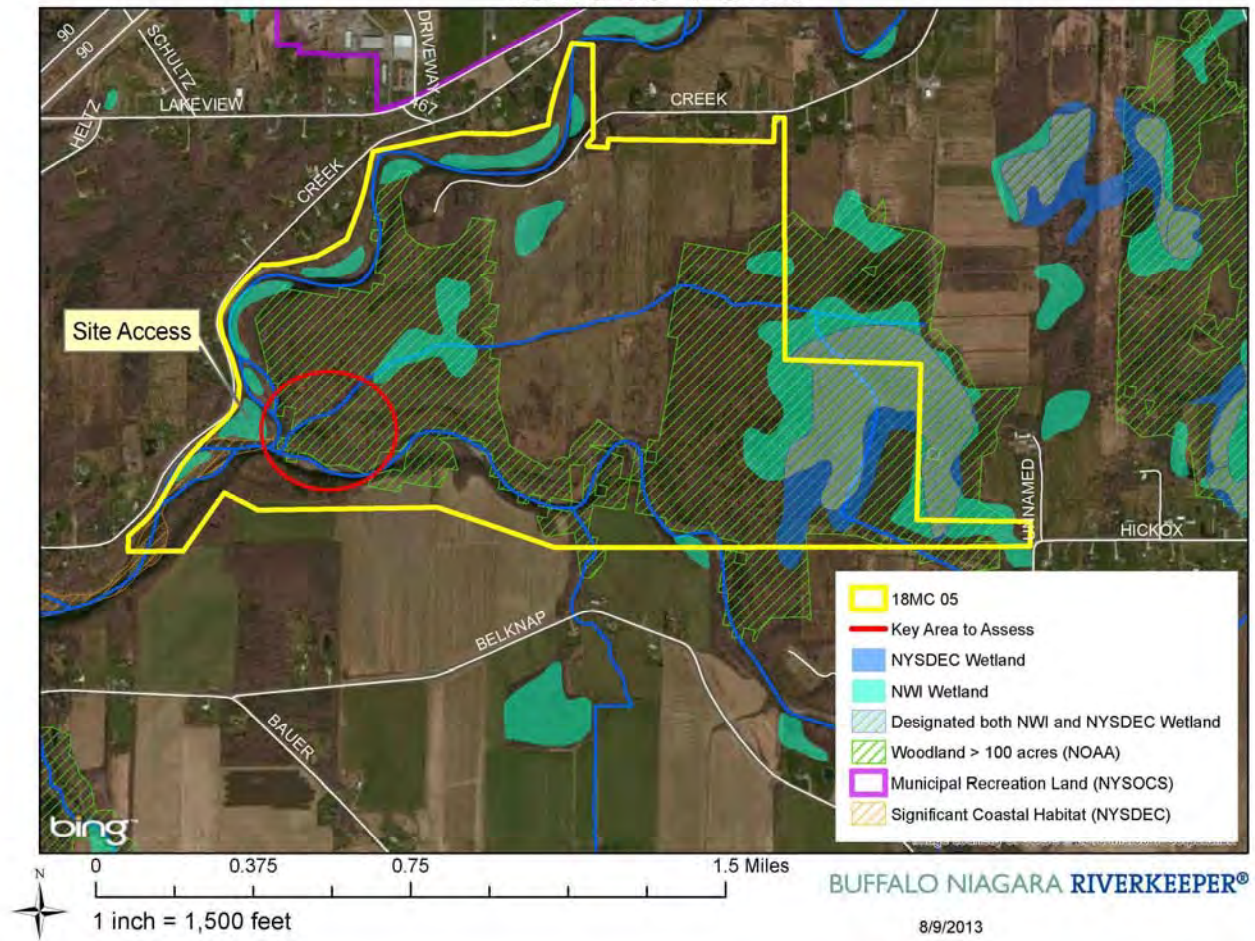 90
90
SCHULTZ
HELTZ
LAKEVIEW
DRIVEWAY
467
CREEK
CREEK
Site Access
UNNAMED
HICKOX
BELKNAP
BAUER
18MC 05
Key Area to Assess
NYSDEC Wetland
NWI Wetland
Designated both NWI and NYSDEC Wetland
Woodland > 100 acres (NOAA)
Municipal Recreation Land (NYSOCS)
Significant Coastal Habitat (NYSDEC)
bing™
0 0.375 0.75 1.5 Miles
N
1 inch = 1,500 feet
BUFFALO NIAGARA RIVERKEEPER®
8/9/2013